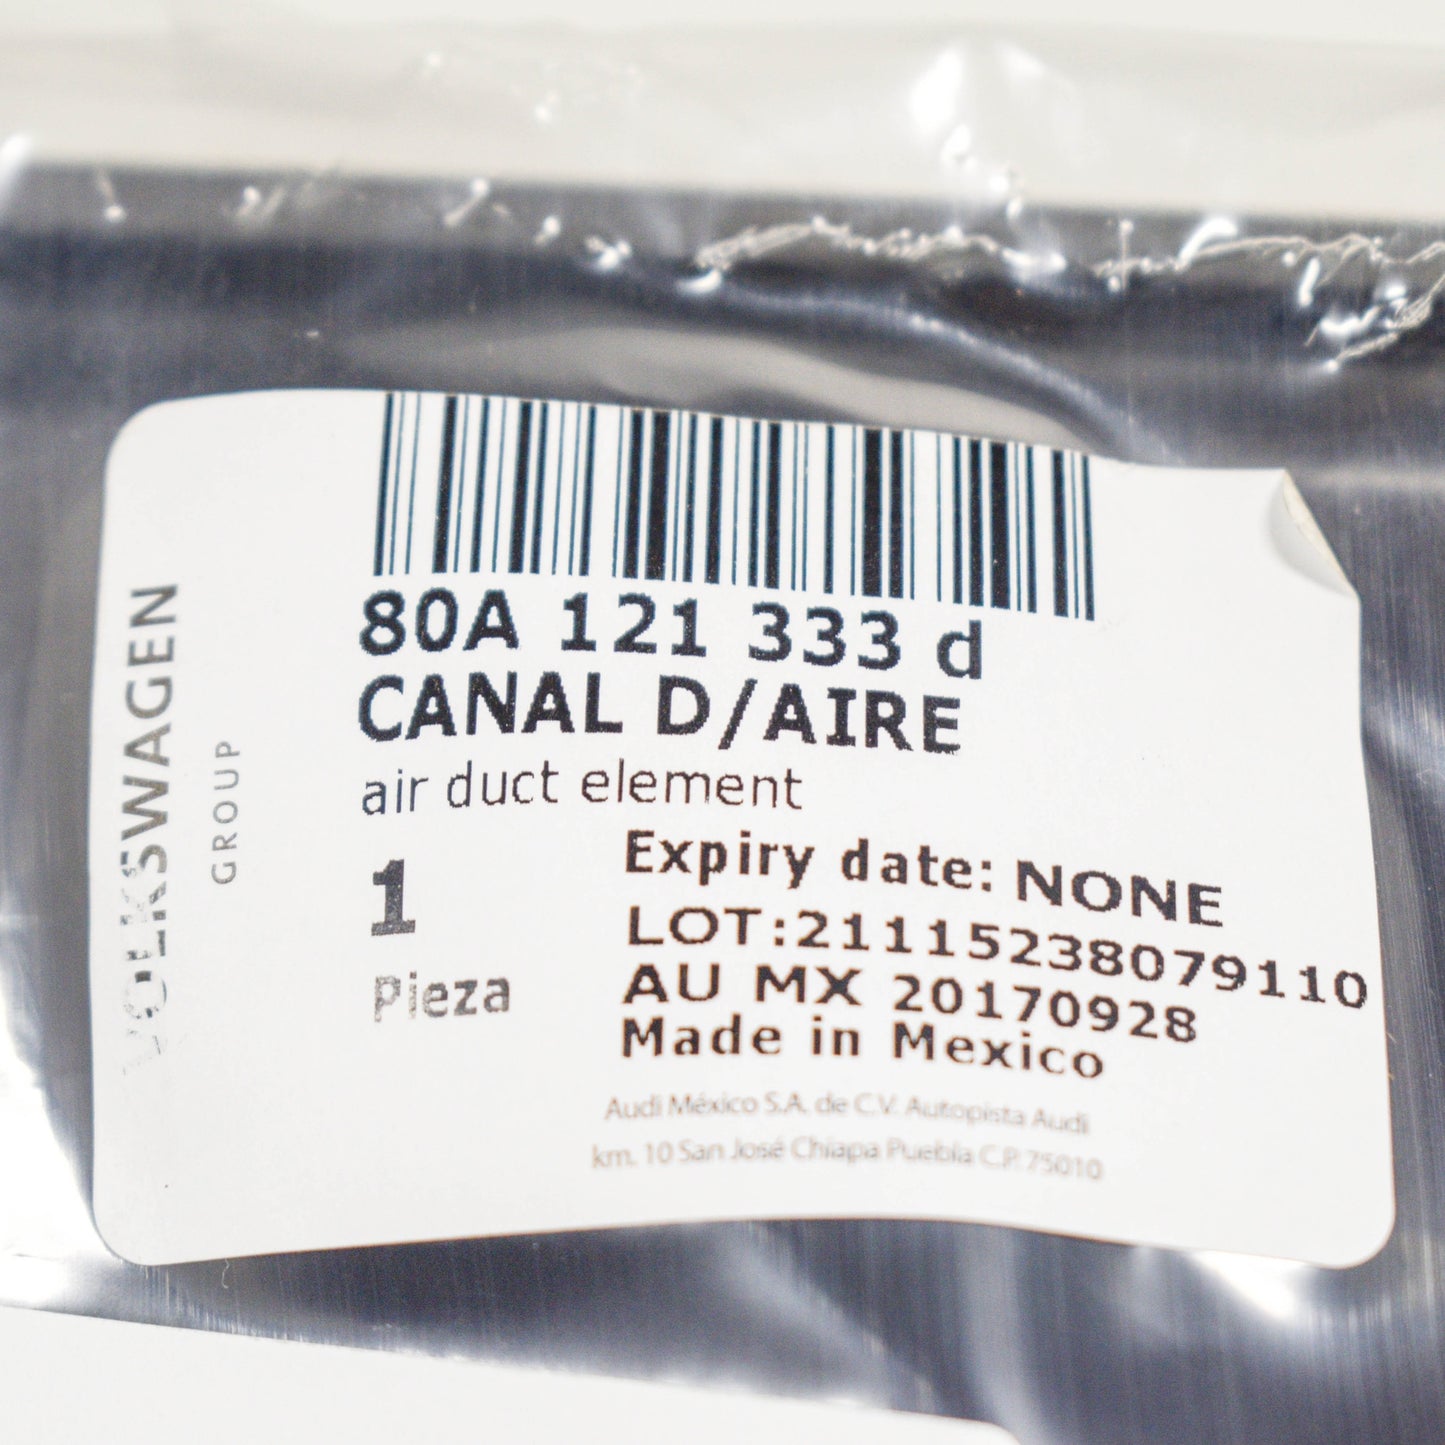 VOLKSWAGEN
GROUP
80A 121 333 d
CANAL D/AIRE
air duct element
1
Pieza
Expiry date: NONE
LOT:21115238079110
AU MX 20170928
Made in Mexico
Audi México S.A. de C.V. Autopista Audi
km. 10 San José Chiapa Puebla C.P. 75010